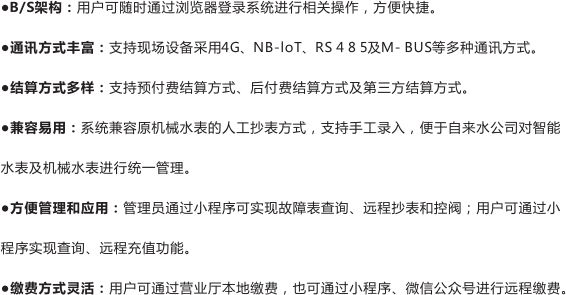 ●B/S架构：用户可随时通过浏览器登录系统进行相关操作，方便快捷。
●通讯方式丰富：支持现场设备采用4G、NB-IoT、RS 4 8 5及M- BUS等多种通讯方式。
●结算方式多样：支持预付费结算方式、后付费结算方式及第三方结算方式。
●兼容易用：系统兼容原机械水表的人工抄表方式，支持手工录入，便于自来水公司对智能
水表及机械水表进行统一管理。
●方便管理和应用：管理员通过小程序可实现故障表查询、远程抄表和控阀；用户可通过小
程序实现查询、远程充值功能。
●缴费方式灵活：用户可通过营业厅本地缴费，也可通过小程序、微信公众号进行远程缴费。